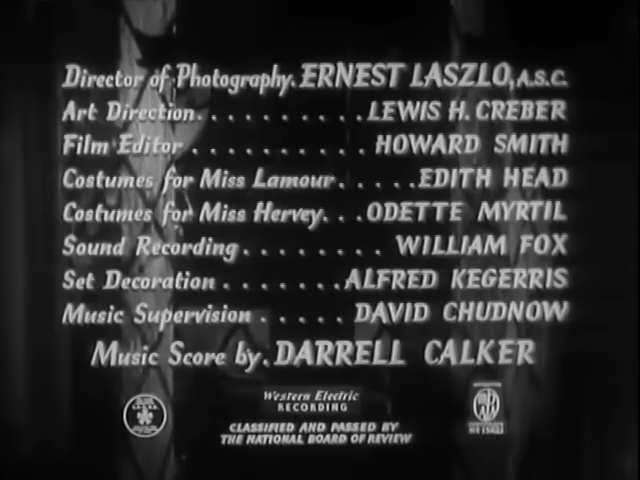 Director of Photography. ERNEST LASZLO, A.S.C.
Art Direction. . . . . . . . . . LEWIS H. CREBER
Film Editor . . . . . . . . . . HOWARD SMITH
Costumes for Miss Lamour. . . . . EDITH HEAD
Costumes for Miss Hervey. . . ODETTE MYRTIL
Sound Recording. . . . . . . . WILLIAM FOX
Set Decoration . . . . . . . ALFRED KEGERRIS
Music Supervision . . . . . DAVID CHUDNOW
Music Score by. DARRELL CALKER
Western Electric
RECORDING
CLASSIFIED AND PASSED BY
THE NATIONAL BOARD OF REVIEW